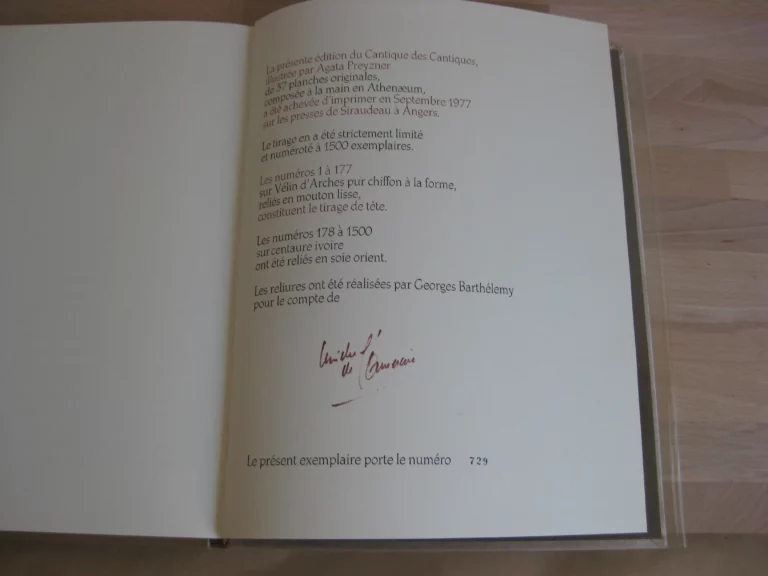 La présente édition du Cantique des Cantiques,
illustrée par Agata Preyzner
de 37 planches originales,
composée à la main en Athenæum,
a été achevée d'imprimer en Septembre 1977
sur les presses de Siraudeau à Angers.
Le tirage en a été strictement limité
et numéroté à 1500 exemplaires.
Les numéros 1 à 177
sur Vélin d'Arches pur chiffon à la forme,
reliés en mouton lisse,
constituent le tirage de tête.
Les numéros 178 à 1500
sur centaure ivoire
ont été reliés en soie orient.
Les reliures ont été réalisées par Georges Barthélemy
pour le compte de
de
Le présent exemplaire porte le numéro 729